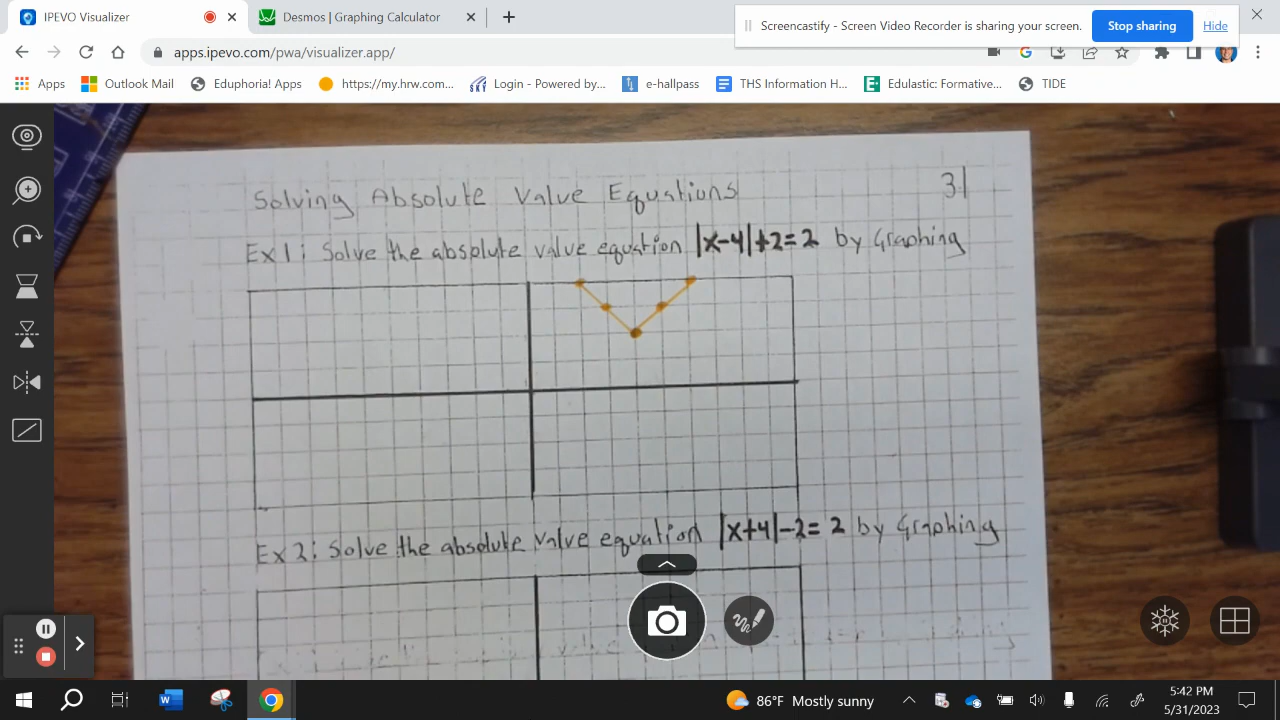 IPEVO Visualizer
Desmos | Graphing Calculator
Screencastify - Screen Video Recorder is sharing your screen.
Stop sharing
Hide
apps.ipevo.com/pwa/visualizer.app/
Apps
Outlook Mail
Eduphoria! Apps
https://my.hrw.com...
Login - Powered by...
e-hallpass
THS Information H...
Edulastic: Formative...
TIDE
Solving Absolute Value Equations
31
Ex1: Solve the absolute value equation |x-4|+2=2 by Graphing
Ex2: Solve the absolute value equation |x+4|-2=2 by Graphing
86°F Mostly sunny
5:42 PM
5/31/2023